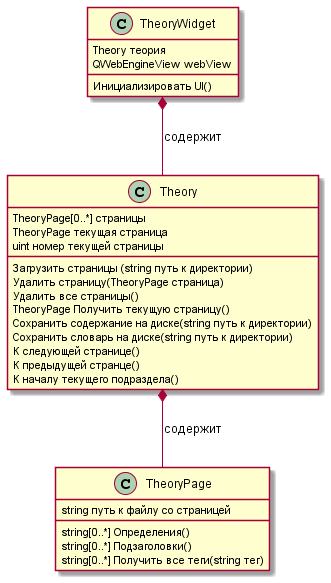 C TheoryWidget
Theory теория
QWebEngineView webView
Инициализировать UI()
содержит
C Theory
TheoryPage[0..*] страницы
TheoryPage текущая страница
uint номер текущей страницы
Загрузить страницы (string путь к директории)
Удалить страницу(TheoryPage страница)
Удалить все страницы()
TheoryPage Получить текущую страницу()
Сохранить содержание на диске(string путь к директории)
Сохранить словарь на диске(string путь к директории)
К следующей странице()
К предыдущей странце()
К началу текущего подраздела()
содержит
C TheoryPage
string путь к файлу со страницей
string[0..*] Определения()
string[0..*] Подзаголовки()
string[0..*] Получить все теги(string тег)